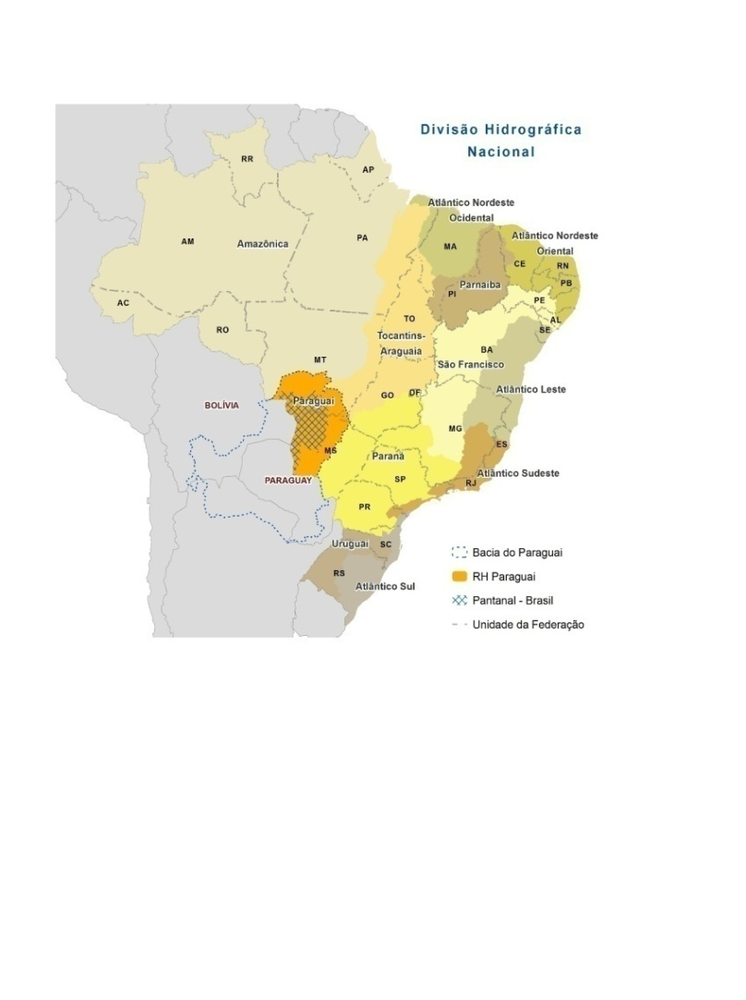 Divisão Hidrográfica
Nacional
RR
AP
Atlântico Nordeste
Ocidental
AM
Amazônica
PA
MA
Atlântico Nordeste
Oriental
CE
RN
PB
Parnaíba
PI
PE
AC
TO
AL
RO
SE
Tocantins-
Araguaia
MT
BA
São Francisco
BOLÍVIA
Paraguai
GO
DF
Atlântico Leste
MG
MS
ES
Paraná
PARAGUAY
SP
Atlântico Sudeste
RJ
PR
Uruguai
SC
RS
Atlântico Sul
Bacia do Paraguai
RH Paraguai
Pantanal - Brasil
Unidade da Federação